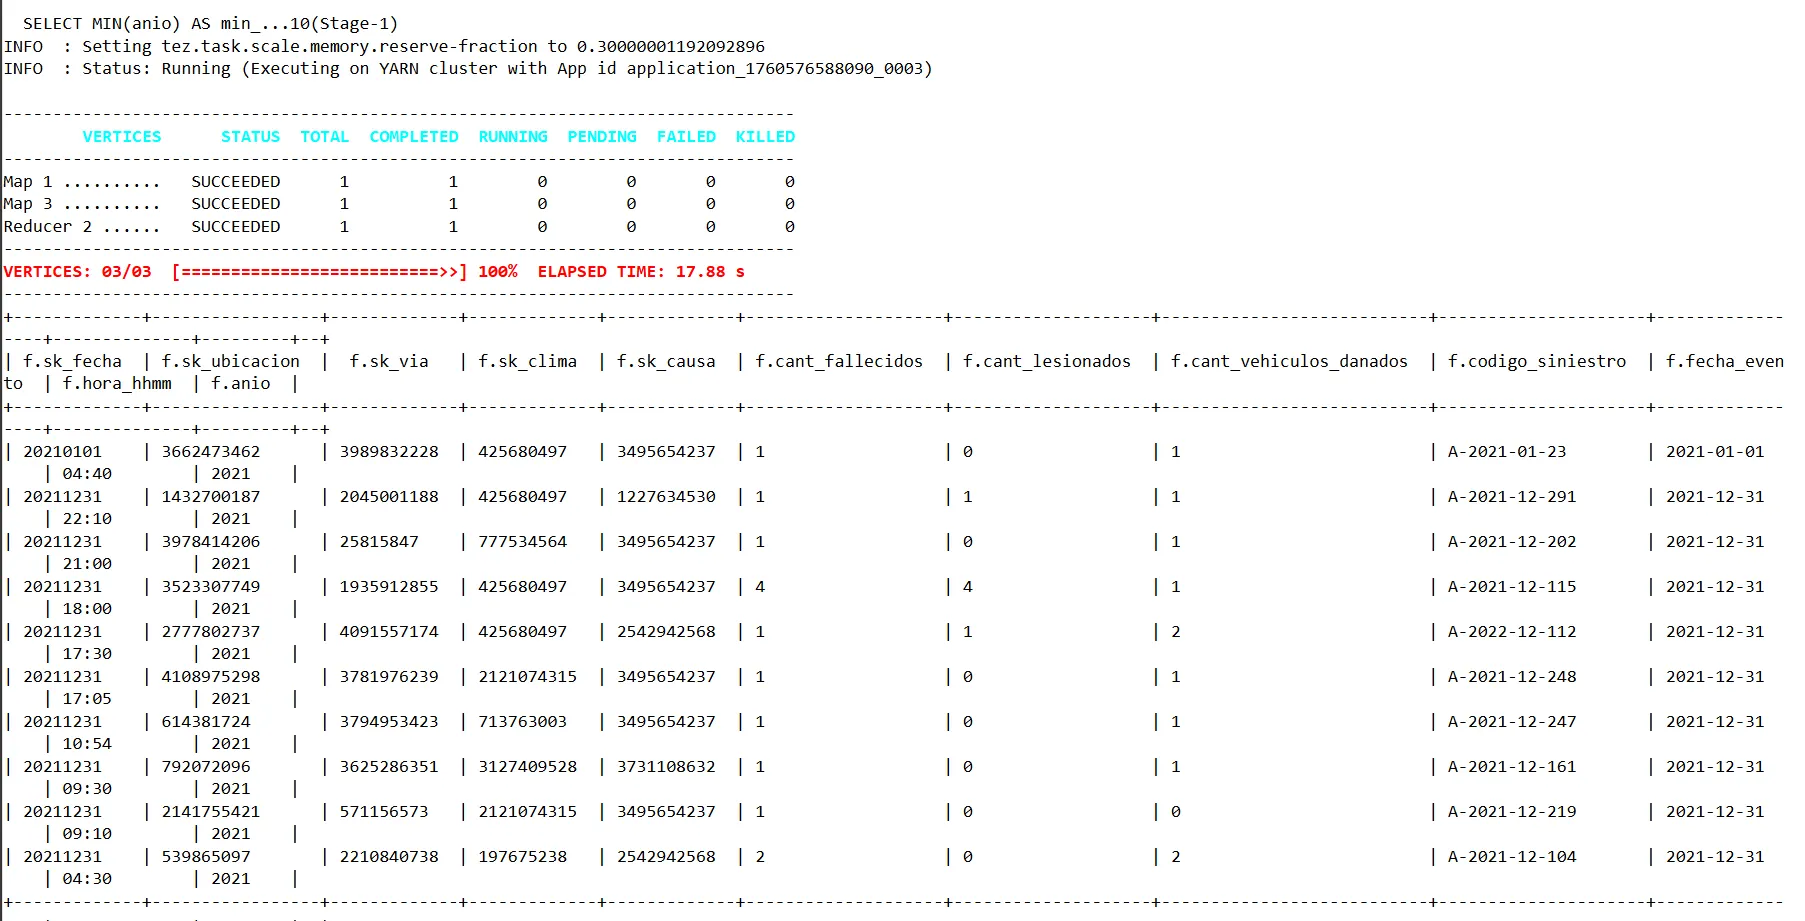 SELECT MIN(anio) AS min_...10(Stage-1)
INFO  : Setting tez.task.scale.memory.reserve-fraction to 0.30000001192092896
INFO  : Status: Running (Executing on YARN cluster with App id application_1760576588090_0003)
--------------------------------------------------------------------------------
VERTICES      STATUS  TOTAL  COMPLETED  RUNNING  PENDING  FAILED  KILLED
--------------------------------------------------------------------------------
Map 1 ..........   SUCCEEDED      1          1        0        0       0       0
Map 3 ..........   SUCCEEDED      1          1        0        0       0       0
Reducer 2 ......   SUCCEEDED      1          1        0        0       0       0
--------------------------------------------------------------------------------
VERTICES: 03/03  [==========================>>] 100%  ELAPSED TIME: 17.88 s
--------------------------------------------------------------------------------
+-------------+-----------------+-------------+-------------+-------------+--------------------+--------------------+---------------------------+---------------------+-------------
----+--------------+---------+--+
| f.sk_fecha  | f.sk_ubicacion  |  f.sk_via   | f.sk_clima  | f.sk_causa  | f.cant_fallecidos  | f.cant_lesionados  | f.cant_vehiculos_danados  | f.codigo_siniestro  | f.fecha_even
to  | f.hora_hhmm  | f.anio  |
+-------------+-----------------+-------------+-------------+-------------+--------------------+--------------------+---------------------------+---------------------+-------------
----+--------------+---------+--+
| 20210101    | 3662473462      | 3989832228  | 425680497   | 3495654237  | 1                  | 0                  | 1                         | A-2021-01-23        | 2021-01-01
| 04:40        | 2021    |
| 20211231    | 1432700187      | 2045001188  | 425680497   | 1227634530  | 1                  | 1                  | 1                         | A-2021-12-291       | 2021-12-31
| 22:10        | 2021    |
| 20211231    | 3978414206      | 25815847    | 777534564   | 3495654237  | 1                  | 0                  | 1                         | A-2021-12-202       | 2021-12-31
| 21:00        | 2021    |
| 20211231    | 3523307749      | 1935912855  | 425680497   | 3495654237  | 4                  | 4                  | 1                         | A-2021-12-115       | 2021-12-31
| 18:00        | 2021    |
| 20211231    | 2777802737      | 4091557174  | 425680497   | 2542942568  | 1                  | 1                  | 2                         | A-2022-12-112       | 2021-12-31
| 17:30        | 2021    |
| 20211231    | 4108975298      | 3781976239  | 2121074315  | 3495654237  | 1                  | 0                  | 1                         | A-2021-12-248       | 2021-12-31
| 17:05        | 2021    |
| 20211231    | 614381724       | 3794953423  | 713763003   | 3495654237  | 1                  | 0                  | 1                         | A-2021-12-247       | 2021-12-31
| 10:54        | 2021    |
| 20211231    | 792072096       | 3625286351  | 3127409528  | 3731108632  | 1                  | 0                  | 1                         | A-2021-12-161       | 2021-12-31
| 09:30        | 2021    |
| 20211231    | 2141755421      | 571156573   | 2121074315  | 3495654237  | 1                  | 0                  | 0                         | A-2021-12-219       | 2021-12-31
| 09:10        | 2021    |
| 20211231    | 539865097       | 2210840738  | 197675238   | 2542942568  | 2                  | 0                  | 2                         | A-2021-12-104       | 2021-12-31
| 04:30        | 2021    |
+-------------+-----------------+-------------+-------------+-------------+--------------------+--------------------+---------------------------+---------------------+-------------